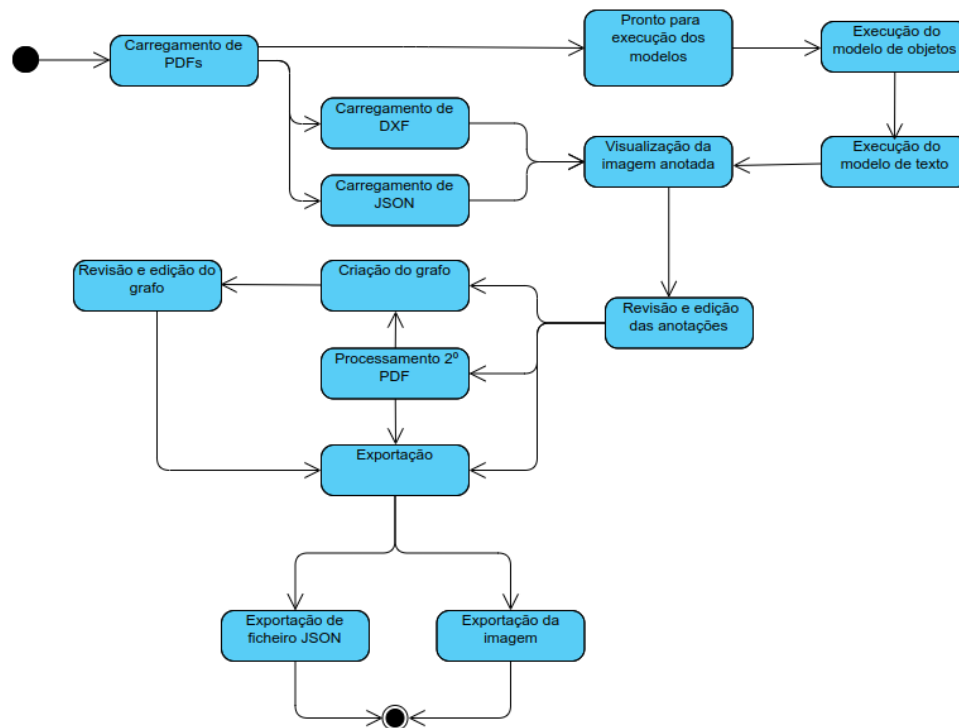 Carregamento de
PDFs
Pronto para
execução dos
modelos
Execução do
modelo de objetos
Carregamento de
DXF
Visualização da
imagem anotada
Execução do
modelo de texto
Carregamento de
JSON
Revisão e edição do
grafo
Criação do grafo
Revisão e edição
das anotações
Processamento 2º
PDF
Exportação
Exportação de
ficheiro JSON
Exportação da
imagem